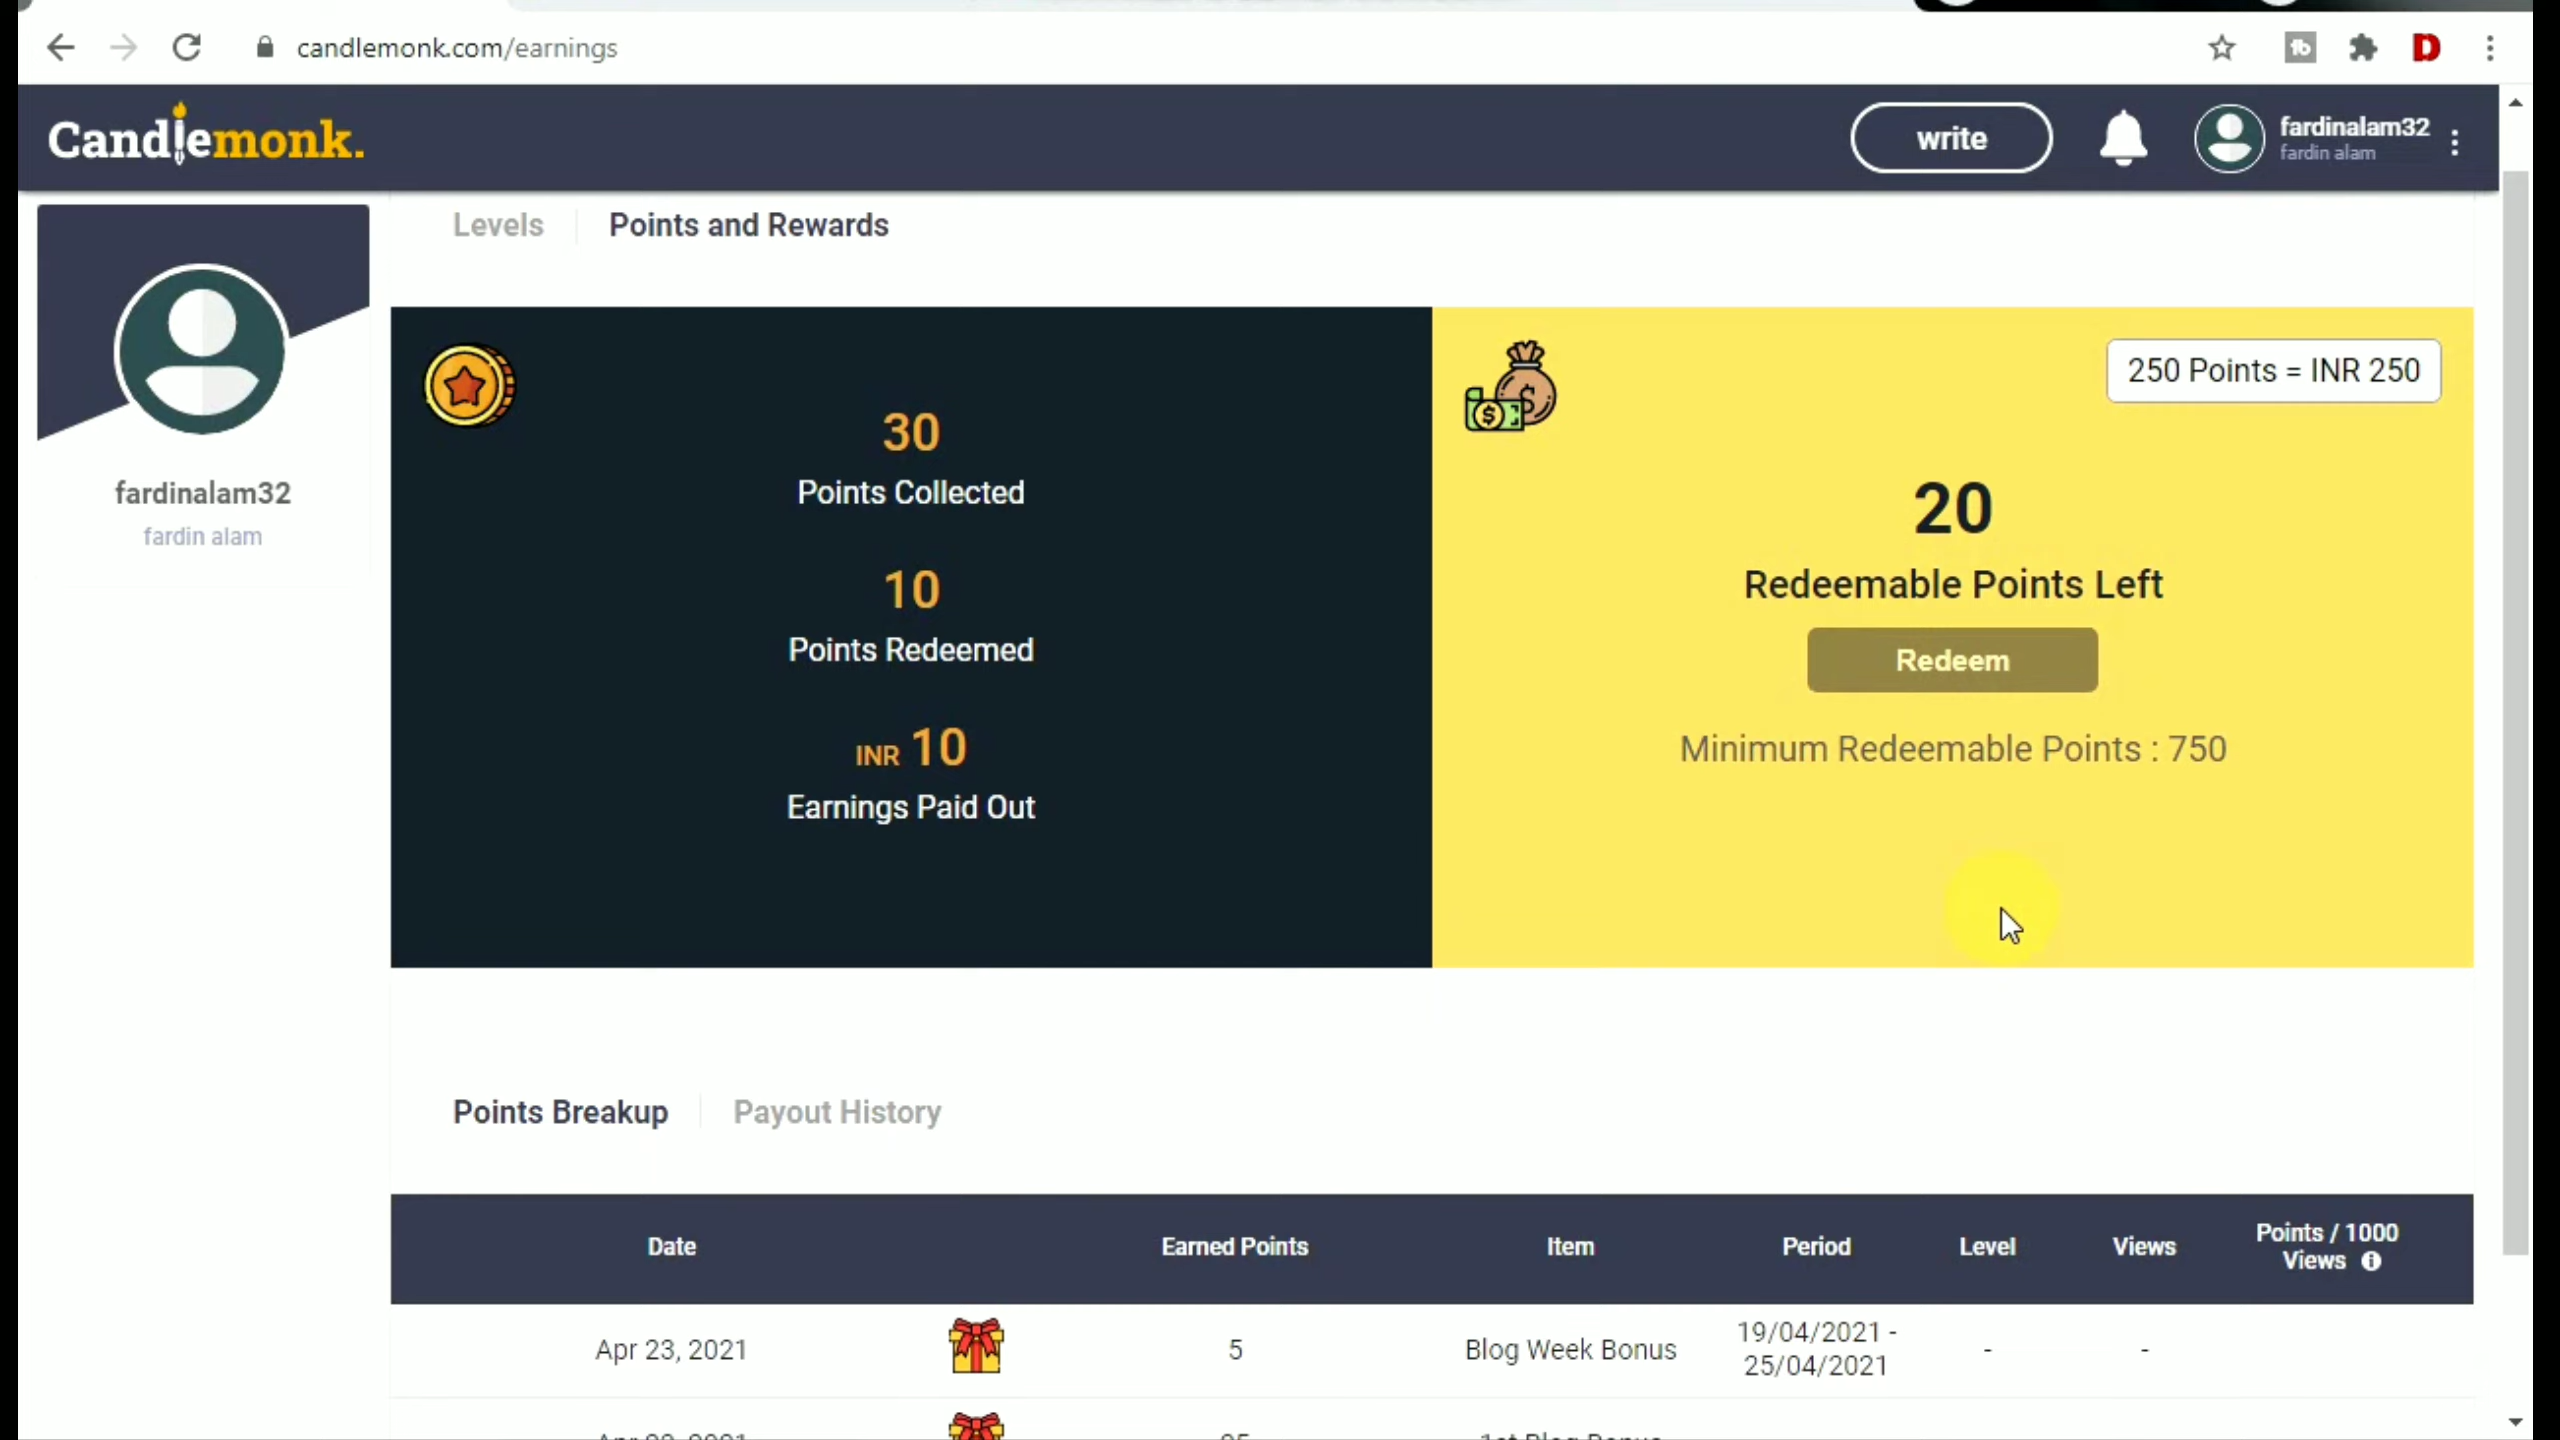 candlemonk.com/earnings
Candlemonk.
write
fardinalam32
fardin alam
Levels
Points and Rewards
fardinalam32
fardin alam
30
Points Collected
10
Points Redeemed
INR 10
Earnings Paid Out
250 Points = INR 250
20
Redeemable Points Left
Redeem
Minimum Redeemable Points : 750
Points Breakup
Payout History
Date Earned Points Item Period Level Views Points / 1000
Views
Apr 23, 2021 5 Blog Week Bonus 19/04/2021 -
25/04/2021 - -